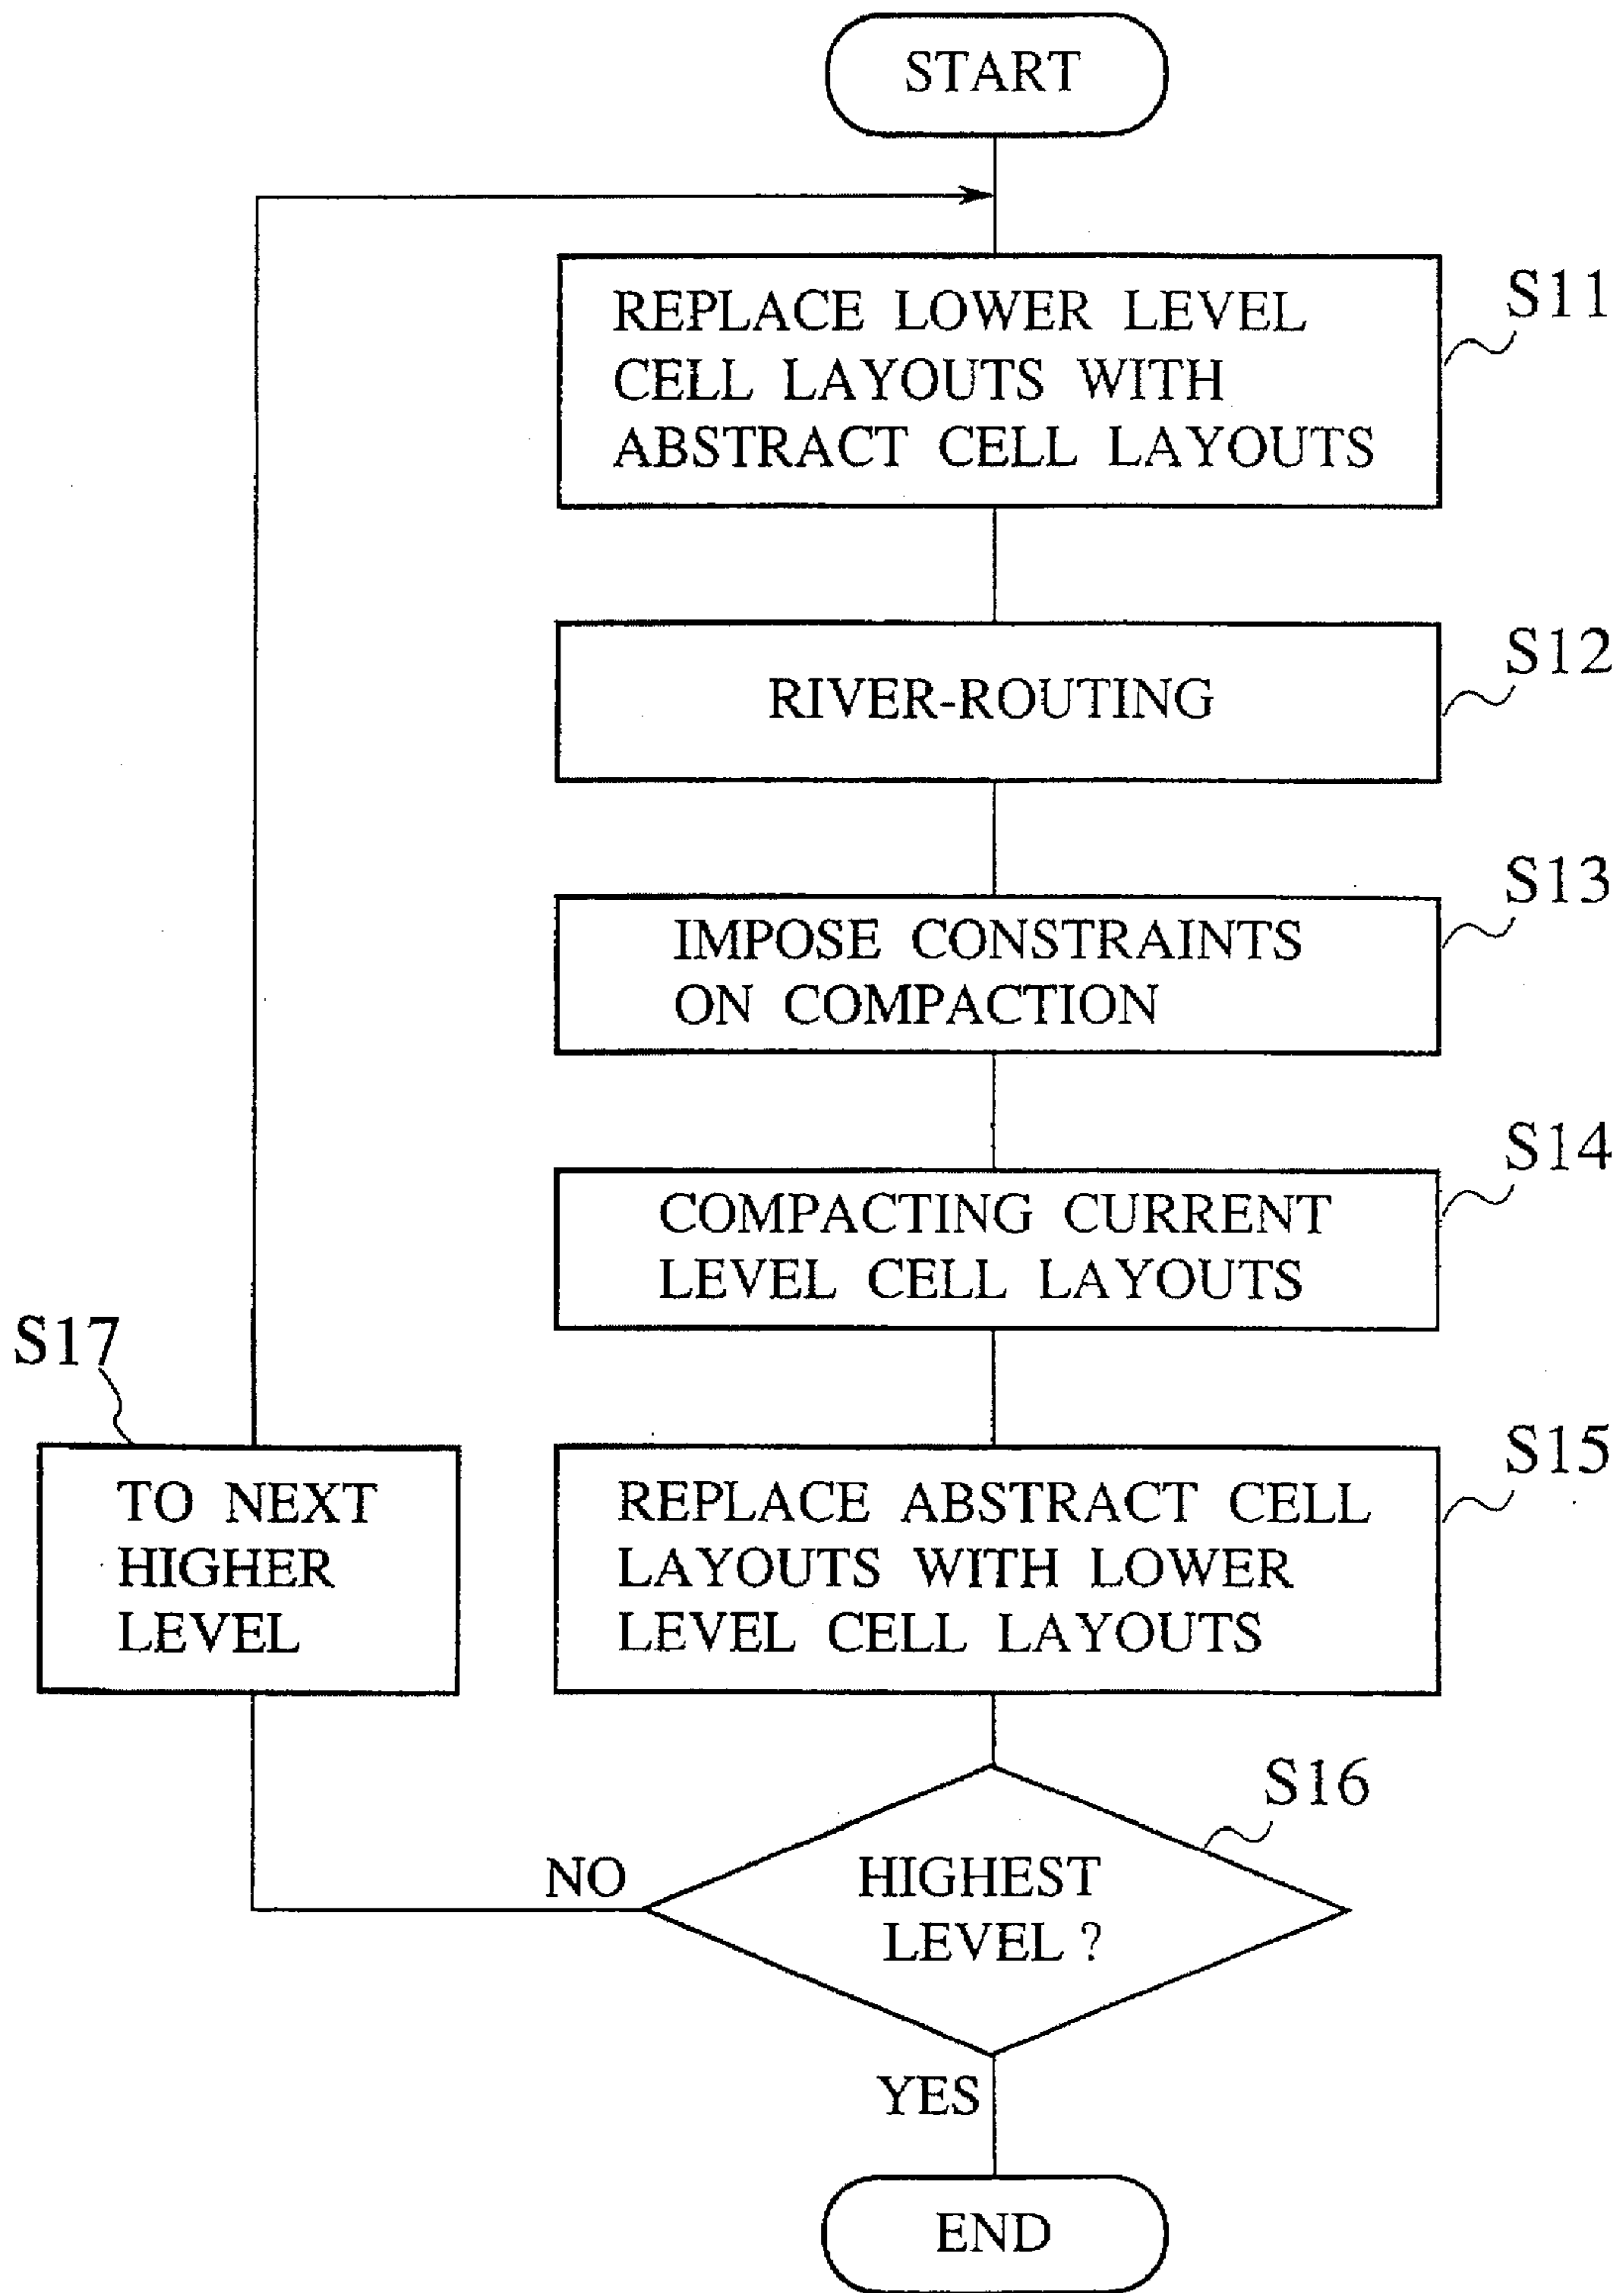 START
REPLACE LOWER LEVEL
CELL LAYOUTS WITH
ABSTRACT CELL LAYOUTS
S11
RIVER-ROUTING
S12
IMPOSE CONSTRAINTS
ON COMPACTION
S13
COMPACTING CURRENT
LEVEL CELL LAYOUTS
S14
REPLACE ABSTRACT CELL
LAYOUTS WITH LOWER
LEVEL CELL LAYOUTS
S15
S17
TO NEXT
HIGHER
LEVEL
HIGHEST
LEVEL ?
S16
NO
YES
END